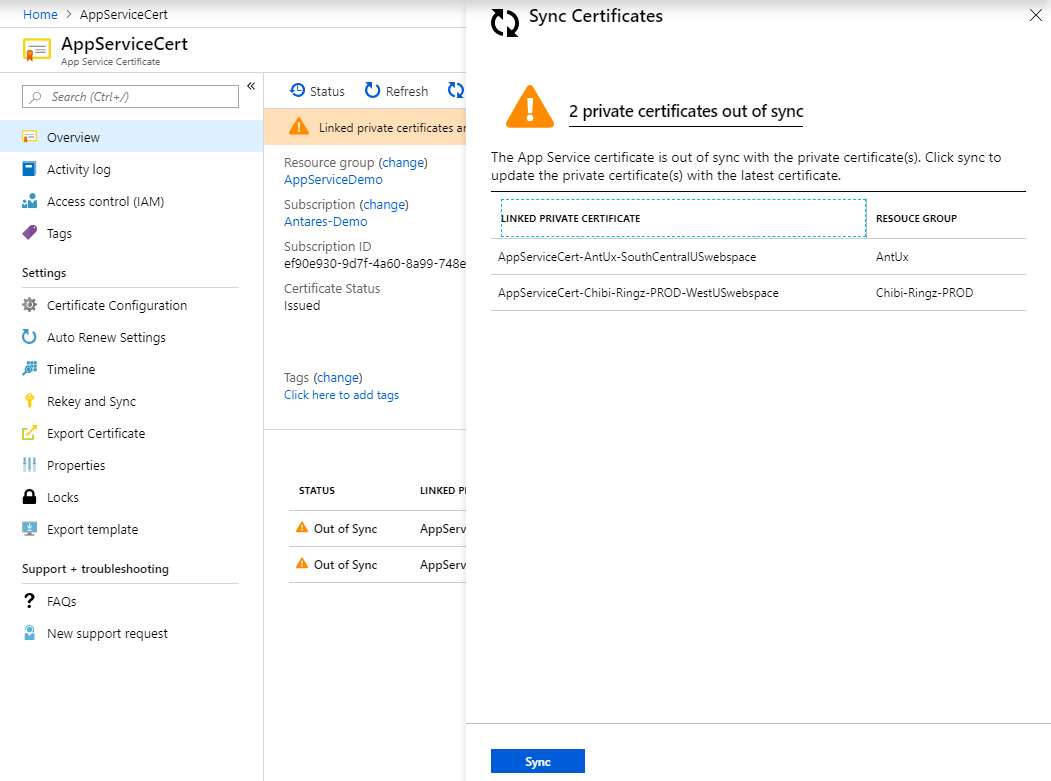 Home > AppServiceCert
AppServiceCert
App Service Certificate
Search (Ctrl+/)
«
Overview
Activity log
Access control (IAM)
Tags
Settings
Certificate Configuration
Auto Renew Settings
Timeline
Rekey and Sync
Export Certificate
Properties
Locks
Export template
Support + troubleshooting
FAQs
New support request
Status Refresh
Linked private certificates
Resource group (change)
AppServiceDemo
Subscription (change)
Antares-Demo
Subscription ID
ef90e930-9d7f-4a60-8a99-748e
Certificate Status
Issued
Tags (change)
Click here to add tags
STATUS LINKED
Out of Sync AppServ
Out of Sync AppServ
Sync Certificates
2 private certificates out of sync
The App Service certificate is out of sync with the private certificate(s). Click sync to
update the private certificate(s) with the latest certificate.
LINKED PRIVATE CERTIFICATE RESOUCE GROUP
AppServiceCert-AntUx-SouthCentralUSwebspace AntUx
AppServiceCert-Chibi-Ringz-PROD-WestUSwebspace Chibi-Ringz-PROD
Sync